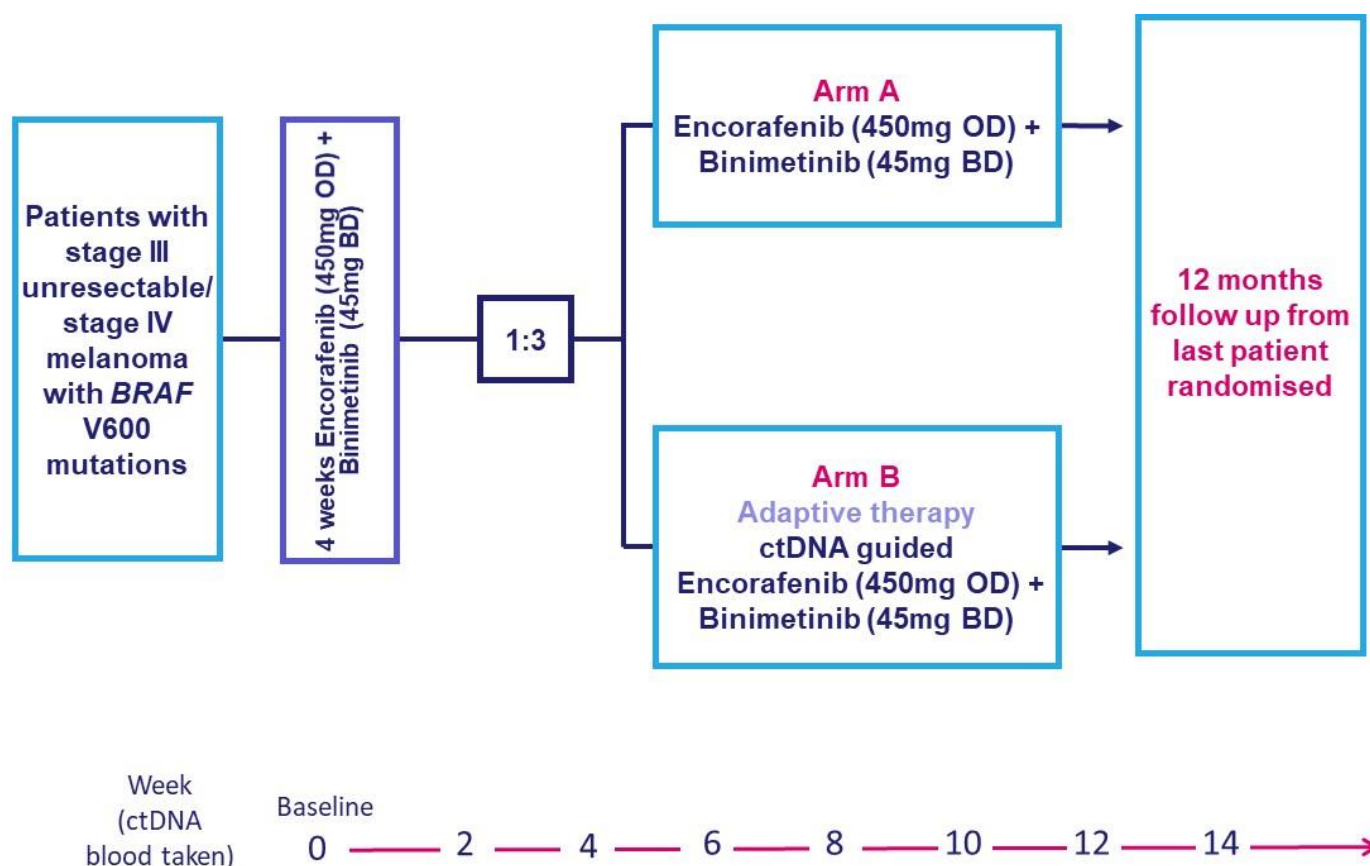 Patients with
stage III
unresectable/
stage IV
melanoma
with BRAF
V600
mutations
4 weeks Encorafenib (450mg OD) +
Binimetinib (45mg BD)
1:3
Arm A
Encorafenib (450mg OD) +
Binimetinib (45mg BD)
Arm B
Adaptive therapy
ctDNA guided
Encorafenib (450mg OD) +
Binimetinib (45mg BD)
12 months
follow up from
last patient
randomised
Week
(ctDNA
blood taken)
Baseline
0 2 4 6 8 10 12 14